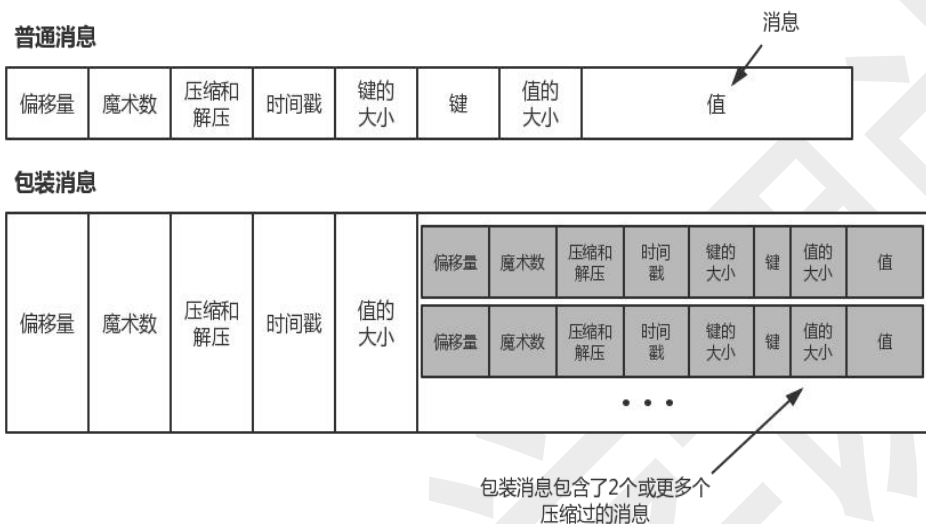 消息
普通消息
偏移量 魔术数 压缩和解压 时间戳 键的大小 键 值的大小 值
包装消息
偏移量 魔术数 压缩和解压 时间戳 值的大小
偏移量 魔术数 压缩和解压 时间戳 键的大小 键 值的大小 值
偏移量 魔术数 压缩和解压 时间戳 键的大小 键 值的大小 值
• • •
包装消息包含了2个或更多个
压缩过的消息